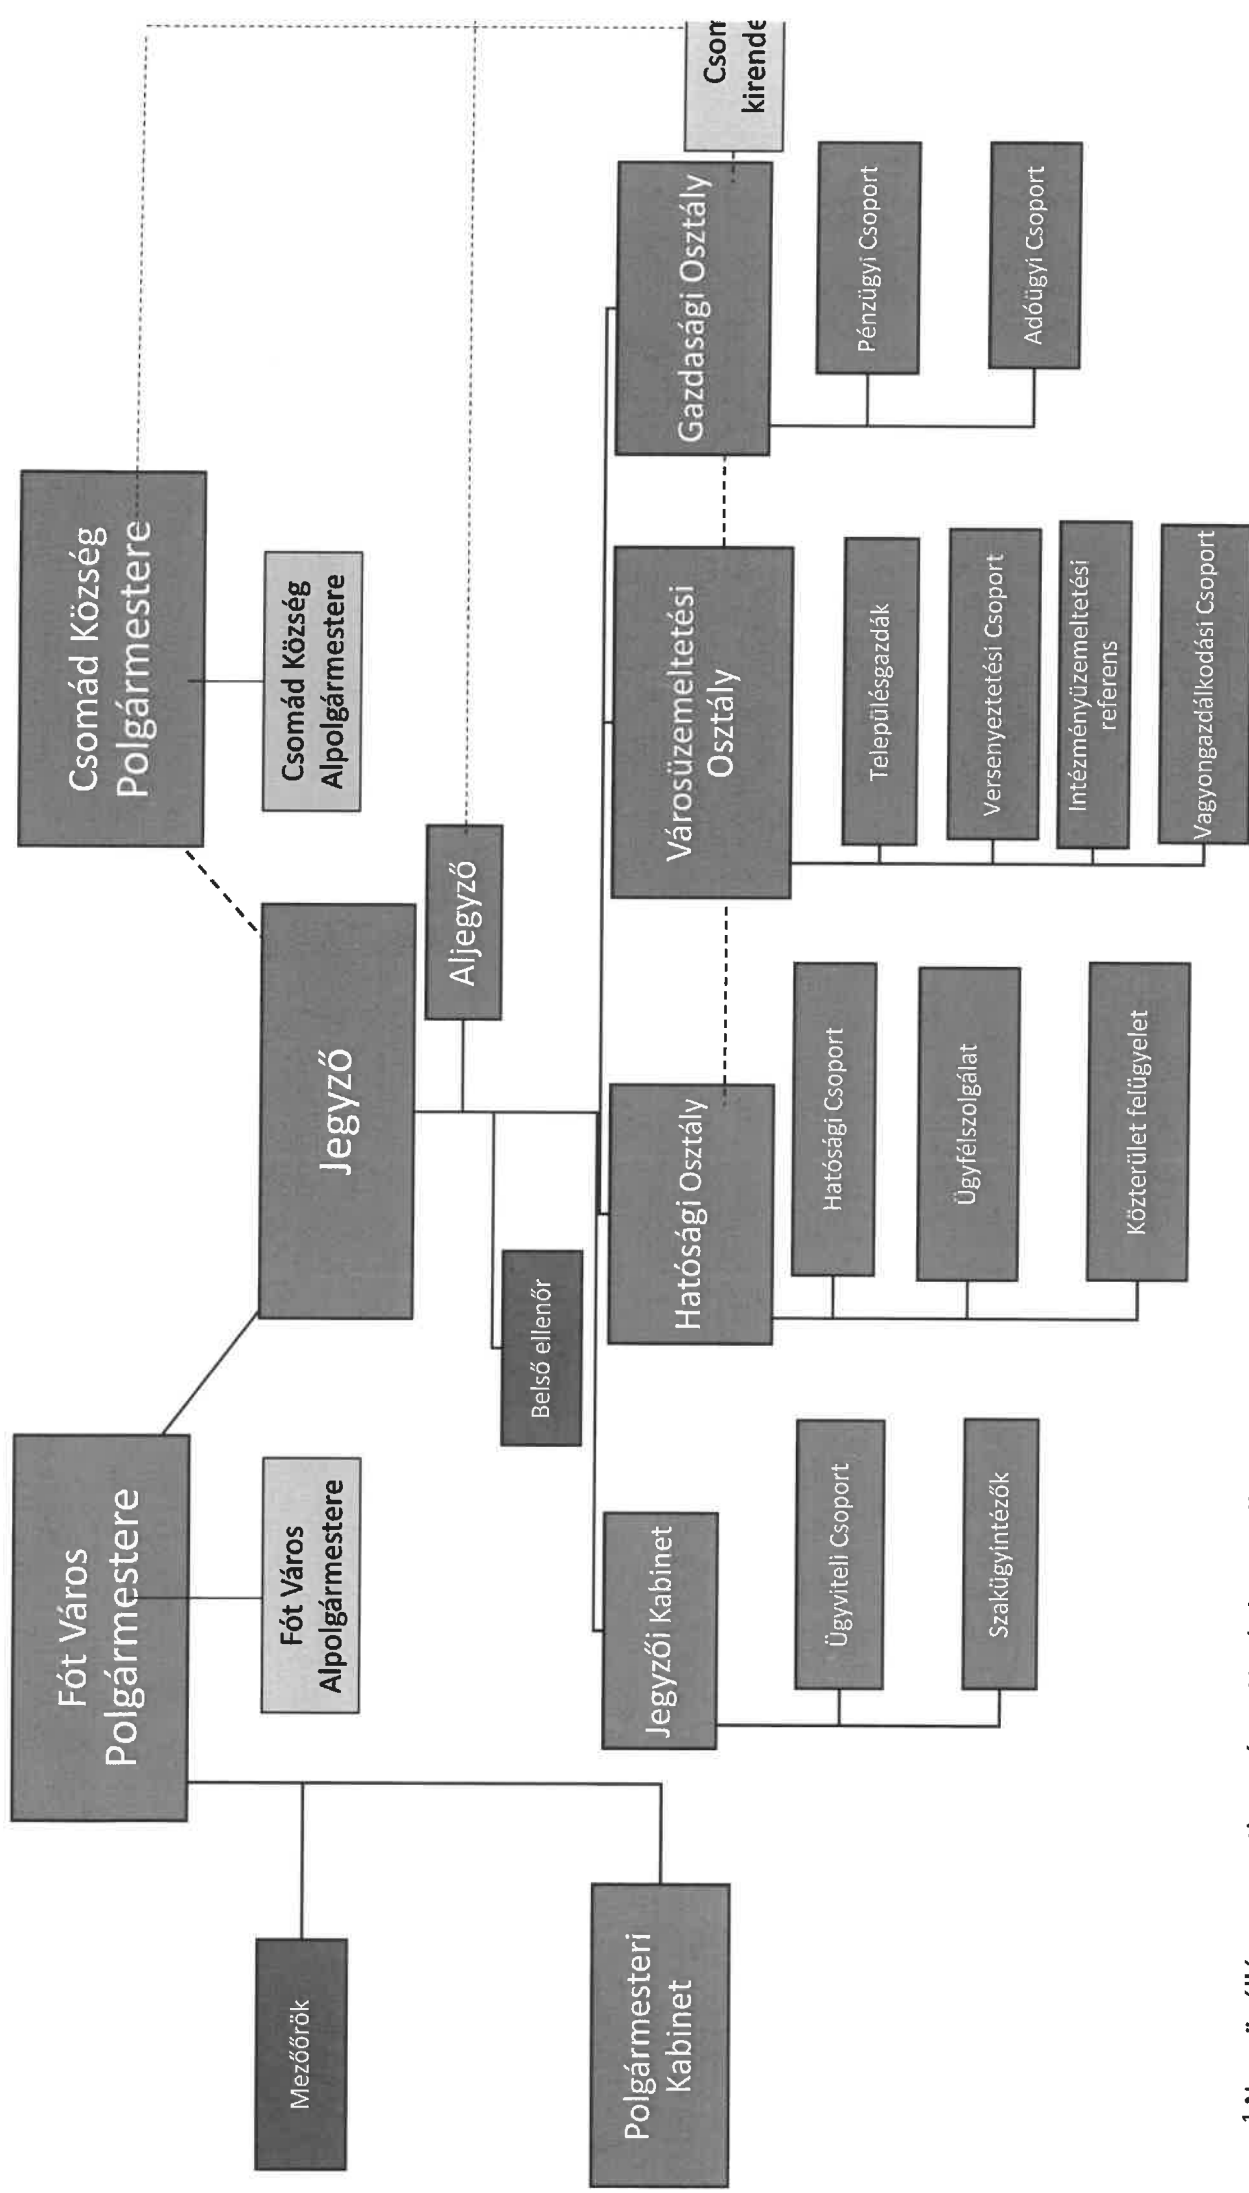 Fót Város
Polgármestere
Csomád Község
Polgármestere
Fót Város
Alpolgármestere
Csomád Község
Alpolgármestere
Mezőőrök
Jegyző
Aljegyző
Belső ellenőr
Polgármesteri
Kabinet
Jegyzői Kabinet
Hatósági Osztály
Városüzemeltetési
Osztály
Gazdasági Osztály
Ügyviteli Csoport
Szakügyintézők
Hatósági Csoport
Ügyfélszolgálat
Közterület felügyelet
Településgazdák
Versenyeztetési Csoport
Intézményüzemeltetési
referens
Vagyongazdálkodási Csoport
Pénzügyi Csoport
Adóügyi Csoport